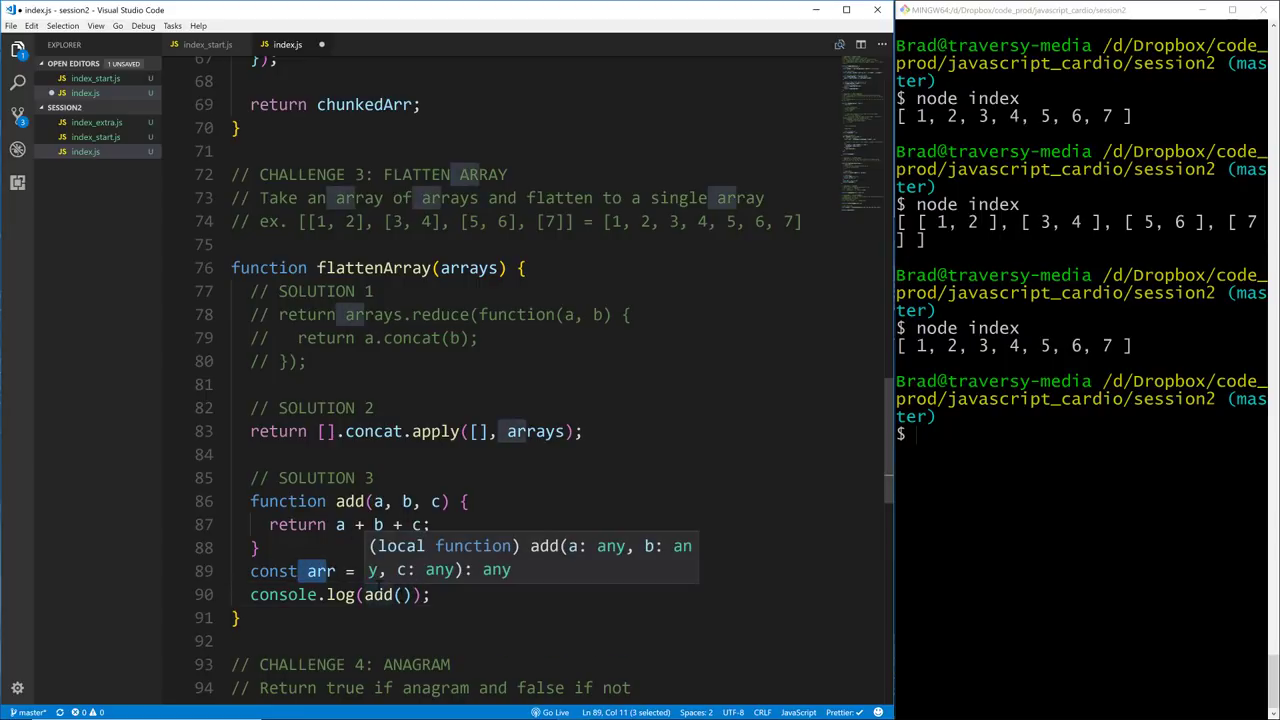 index.js - session2 - Visual Studio Code
File Edit Selection View Go Debug Tasks Help
EXPLORER
OPEN EDITORS 1 UNSAVED
index_start.js U
index.js U
SESSION2
index_extra.js U
index_start.js U
index.js U
1
3
index_start.js
index.js
67 });
68
69 return chunkedArr;
70 }
71
72 CHALLENGE 3: FLATTEN ARRAY
73 Take an array of arrays and flatten to a single array
74 // ex. [[1, 2], [3, 4], [5, 6], [7]] = [1, 2, 3, 4, 5, 6, 7]
75
76 function flattenArray(arrays) {
77 // SOLUTION 1
78 // return arrays.reduce(function(a, b) {
79 // return a.concat(b);
80 // });
81
82 // SOLUTION 2
83 return [].concat.apply([], arrays);
84
85 // SOLUTION 3
86 function add(a, b, c) {
87 return a + b + c;
88 }
(local function) add(a: any, b: an
y, c: any): any
89 const arr =
90 console.log(add());
91 }
92
93 // CHALLENGE 4: ANAGRAM
94 // Return true if anagram and false if not
master* 0 0 Go Live Ln 89, Col 11 (3 selected) Spaces: 2 UTF-8 CRLF JavaScript Prettier: ✓
MINGW64:/d/Dropbox/code_prod/javascript_cardio/session2
Brad@traversy-media /d/Dropbox/code_
prod/javascript_cardio/session2 (mas
ter)
$ node index
[ 1, 2, 3, 4, 5, 6, 7 ]
Brad@traversy-media /d/Dropbox/code_
prod/javascript_cardio/session2 (mas
ter)
$ node index
[ [ 1, 2 ], [ 3, 4 ], [ 5, 6 ], [ 7
] ]
Brad@traversy-media /d/Dropbox/code_
prod/javascript_cardio/session2 (mas
ter)
$ node index
[ 1, 2, 3, 4, 5, 6, 7 ]
Brad@traversy-media /d/Dropbox/code_
prod/javascript_cardio/session2 (mas
ter)
$